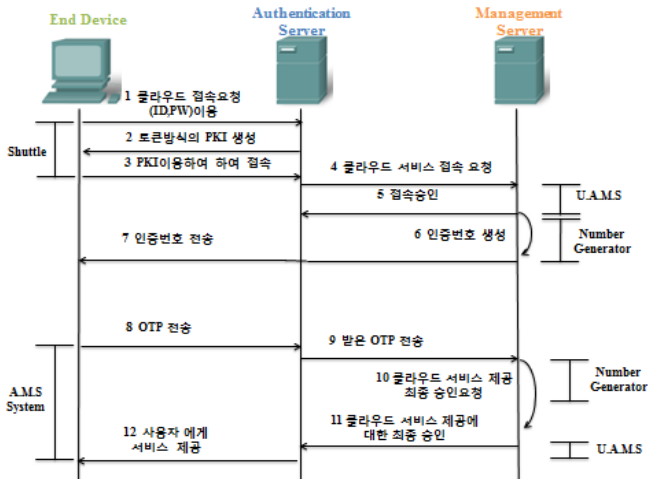 End Device
Authentication
Server
Management
Server
1 클라우드 접속요청
(ID,PW)이용
2 토큰방식의 PKI 생성
Shuttle
3 PKI이용하여 하여 접속
4 클라우드 서비스 접속 요청
5 접속승인
U.A.M.S
6 인증번호 생성
Number
Generator
7 인증번호 전송
8 OTP 전송
9 받은 OTP 전송
10 클라우드 서비스 제공
최종 승인요청
Number
Generator
A.M.S
System
11 클라우드 서비스 제공에
대한 최종 승인
12 사용자 에게
서비스 제공
U.A.M.S